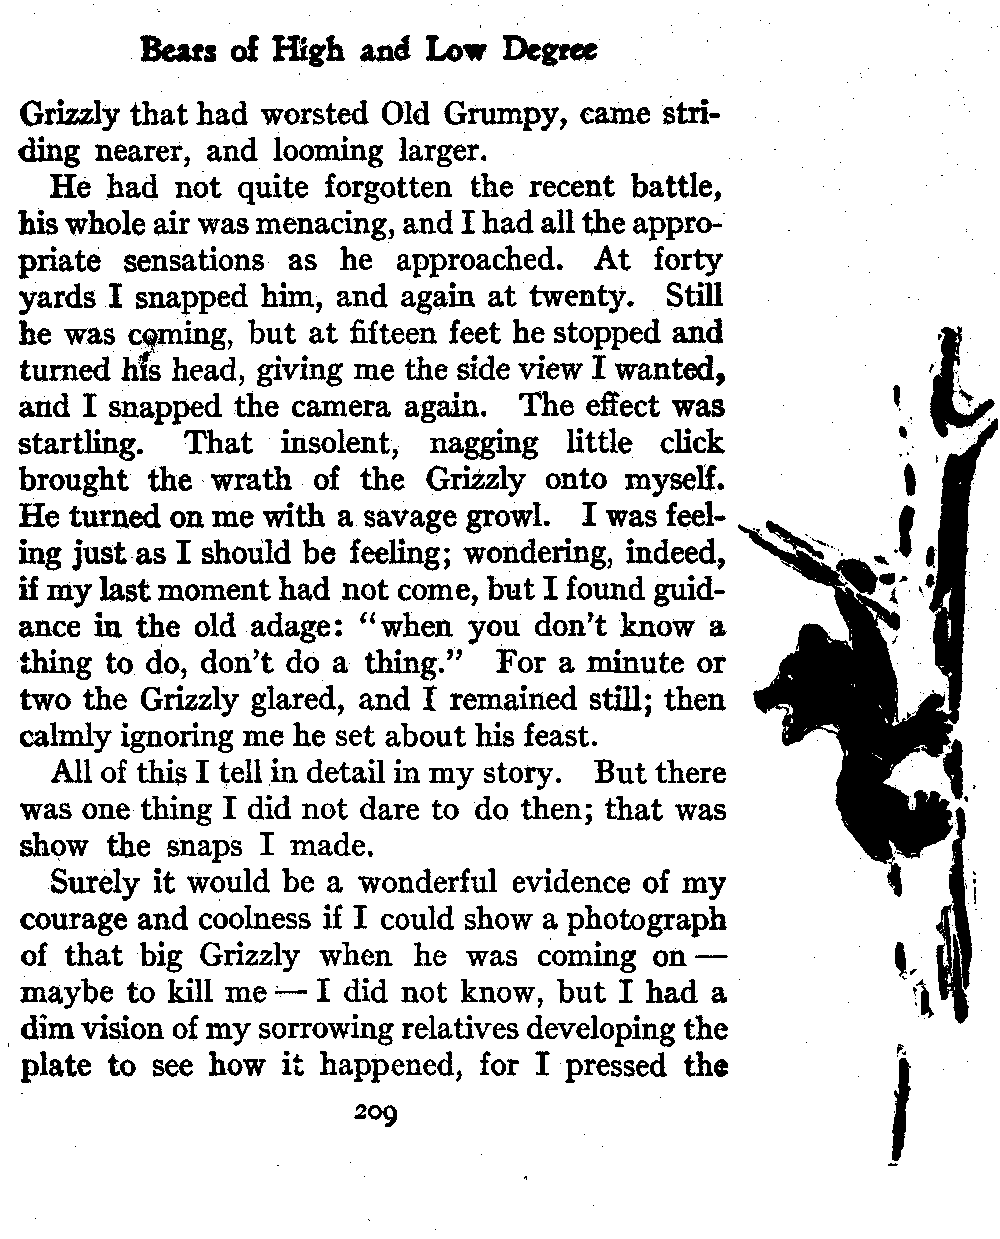 Bears of High and Low Degree
Grizzly that had worsted Old Grumpy, came stri-
ding nearer, and looming larger.
He had not quite forgotten the recent battle,
his whole air was menacing, and I had all the appro-
priate sensations as he approached. At forty
yards I snapped him, and again at twenty. Still
he was coming, but at fifteen feet he stopped and
turned his head, giving me the side view I wanted,
and I snapped the camera again. The effect was
startling. That insolent, nagging little click
brought the wrath of the Grizzly onto myself.
He turned on me with a savage growl. I was feel-
ing just as I should be feeling; wondering, indeed,
if my last moment had not come, but I found guid-
ance in the old adage: "when you don't know a
thing to do, don't do a thing." For a minute or
two the Grizzly glared, and I remained still; then
calmly ignoring me he set about his feast.
All of this I tell in detail in my story. But there
was one thing I did not dare to do then; that was
show the snaps I made.
Surely it would be a wonderful evidence of my
courage and coolness if I could show a photograph
of that big Grizzly when he was coming on —
maybe to kill me — I did not know, but I had a
dim vision of my sorrowing relatives developing the
plate to see how it happened, for I pressed the
209